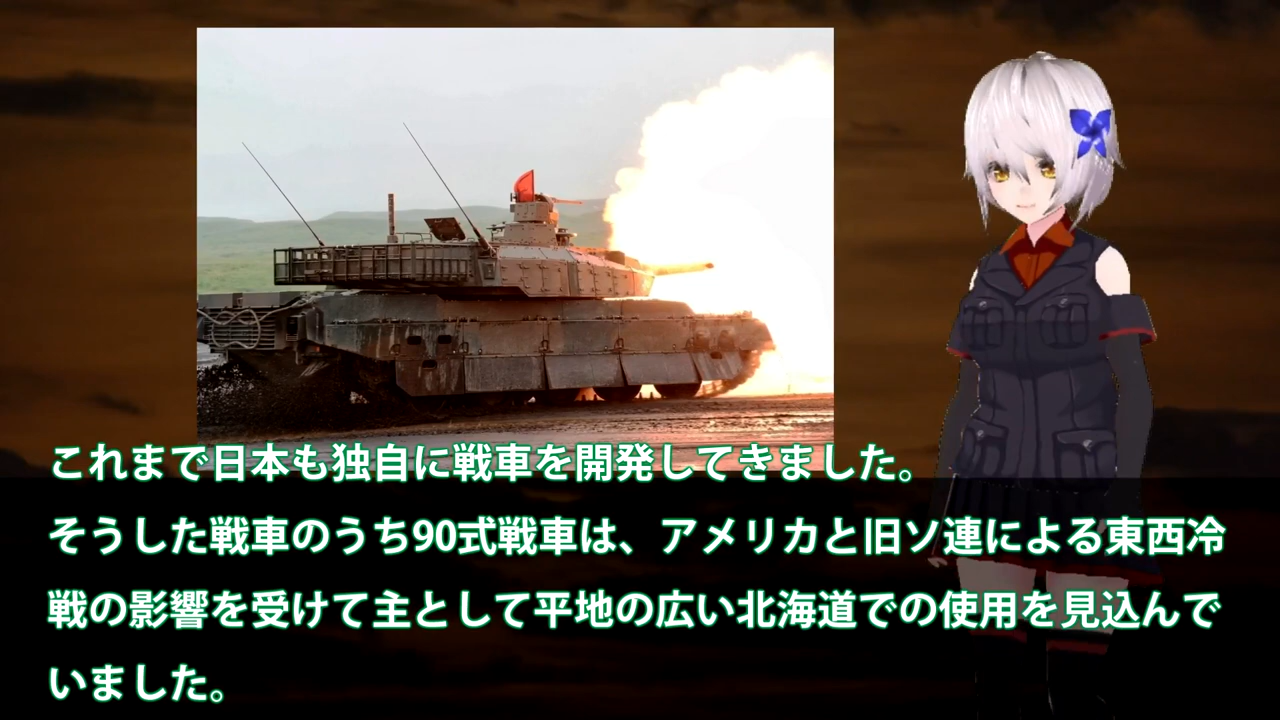 これまで日本も独自に戦車を開発してきました。
そうした戦車のうち90式戦車は、アメリカと旧ソ連による東西冷
戦の影響を受けて主として平地の広い北海道での使用を見込んで
いました。